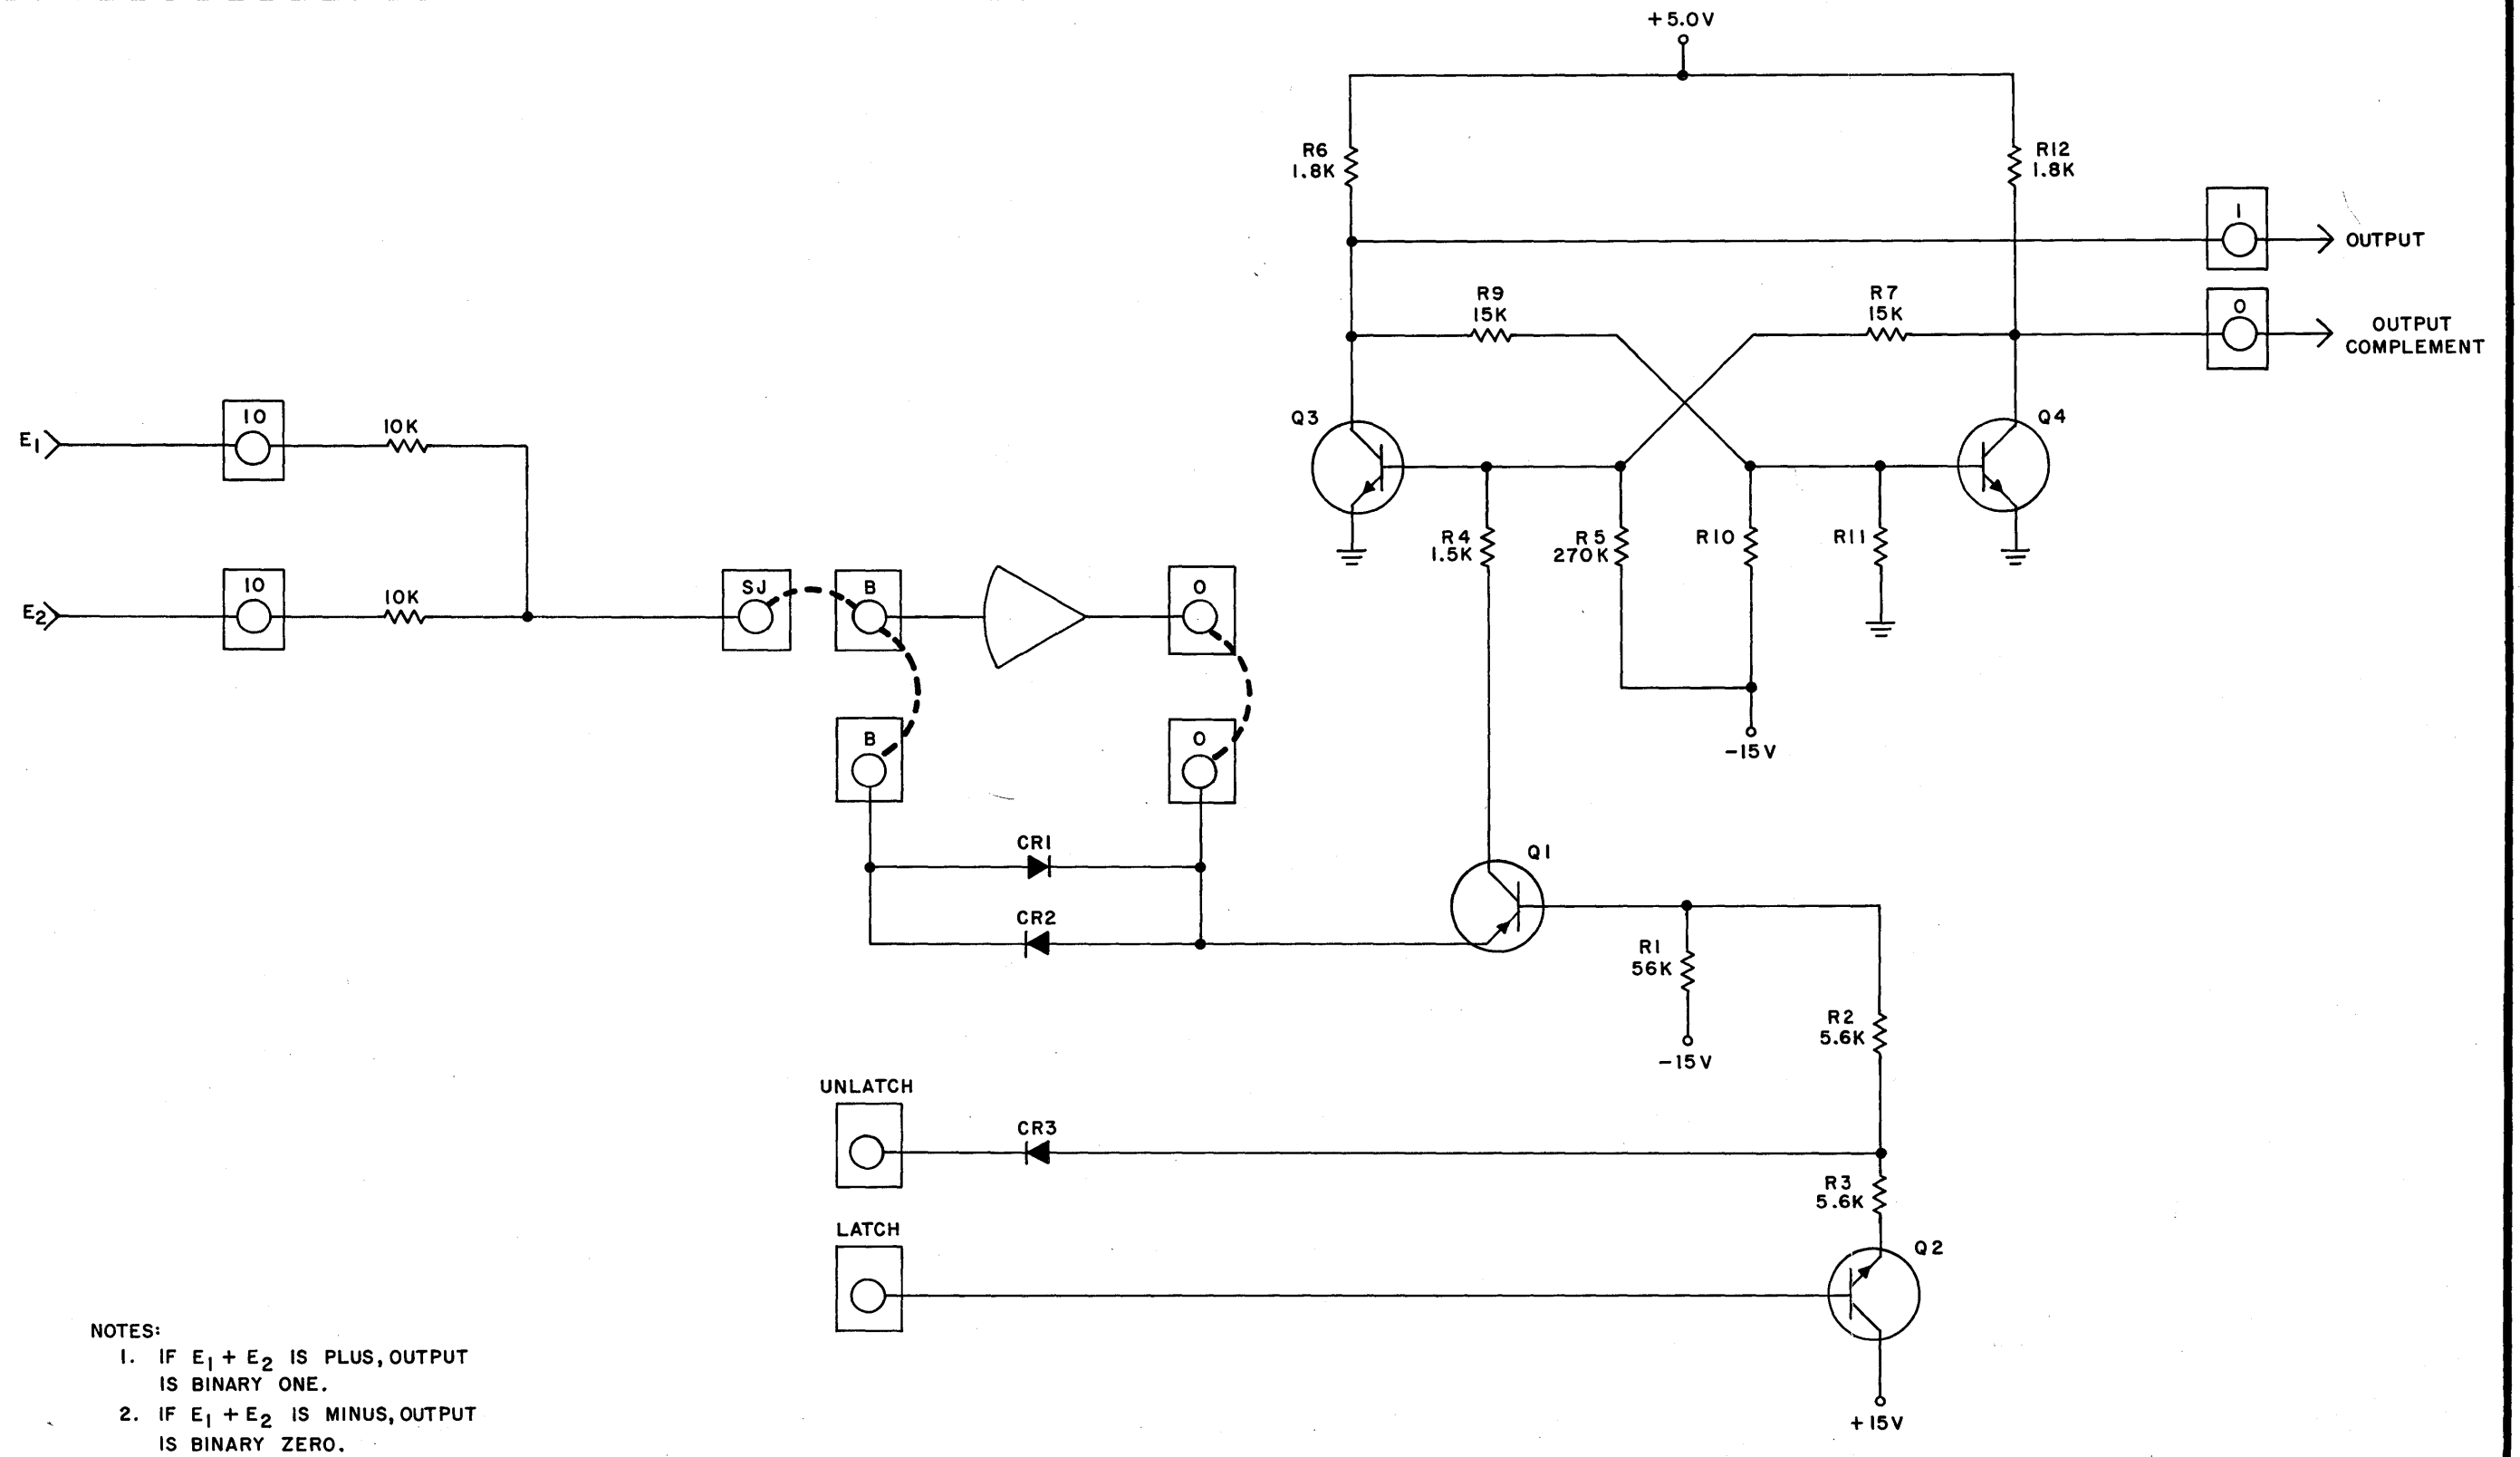 +5.0V
R6
1.8K
R12
1.8K
1
OUTPUT
R9
15K
R7
15K
0
OUTPUT
COMPLEMENT
Q3
Q4
E1
10
10K
R4
1.5K
R5
270K
R10
R11
E2
10
10K
SJ
B
0
-15V
B
0
CR1
Q1
CR2
R1
56K
-15V
R2
5.6K
UNLATCH
CR3
R3
5.6K
LATCH
Q2
+15V
NOTES:
1. IF E1 + E2 IS PLUS, OUTPUT
IS BINARY ONE.
2. IF E1 + E2 IS MINUS, OUTPUT
IS BINARY ZERO.